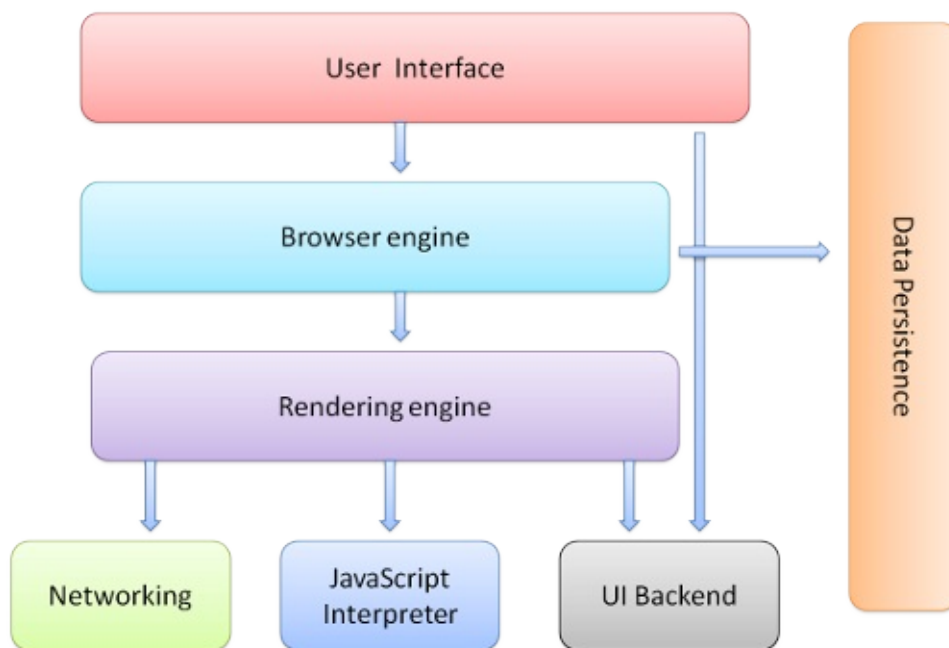 User Interface
Browser engine
Rendering engine
Networking
JavaScript
Interpreter
UI Backend
Data Persistence